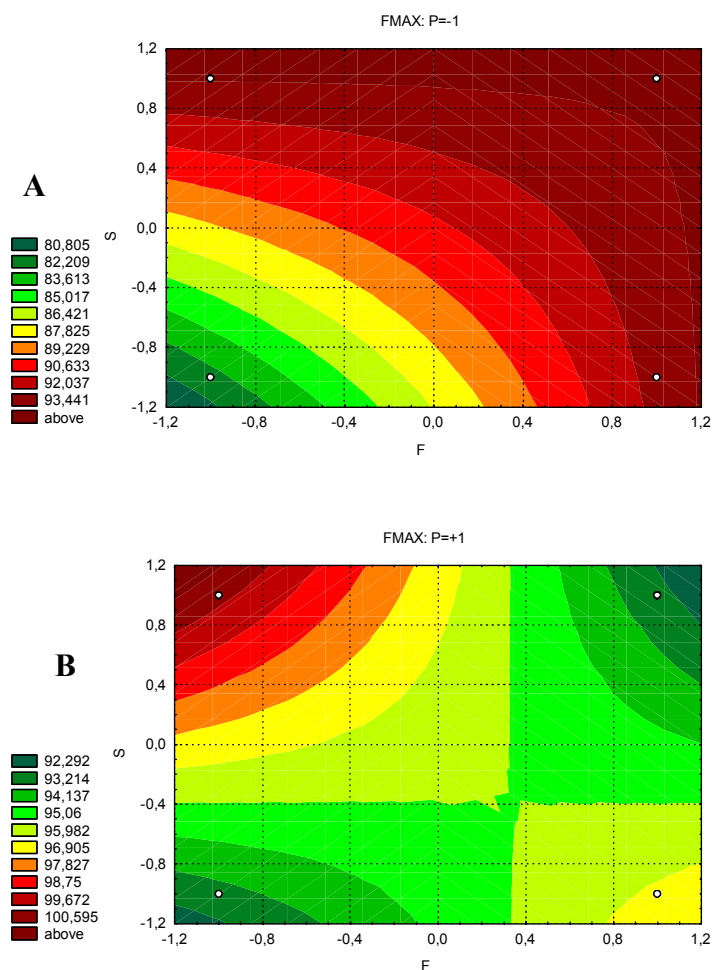 FMAX: P=-1
A
1,2
0,8
0,4
0,0
-0,4
-0,8
-1,2
S
-1,2 -0,8 -0,4 0,0 0,4 0,8 1,2
F
80,805
82,209
83,613
85,017
86,421
87,825
89,229
90,633
92,037
93,441
above
FMAX: P=+1
B
1,2
0,8
0,4
0,0
-0,4
-0,8
-1,2
S
-1,2 -0,8 -0,4 0,0 0,4 0,8 1,2
F
92,292
93,214
94,137
95,06
95,982
96,905
97,827
98,75
99,672
100,595
above